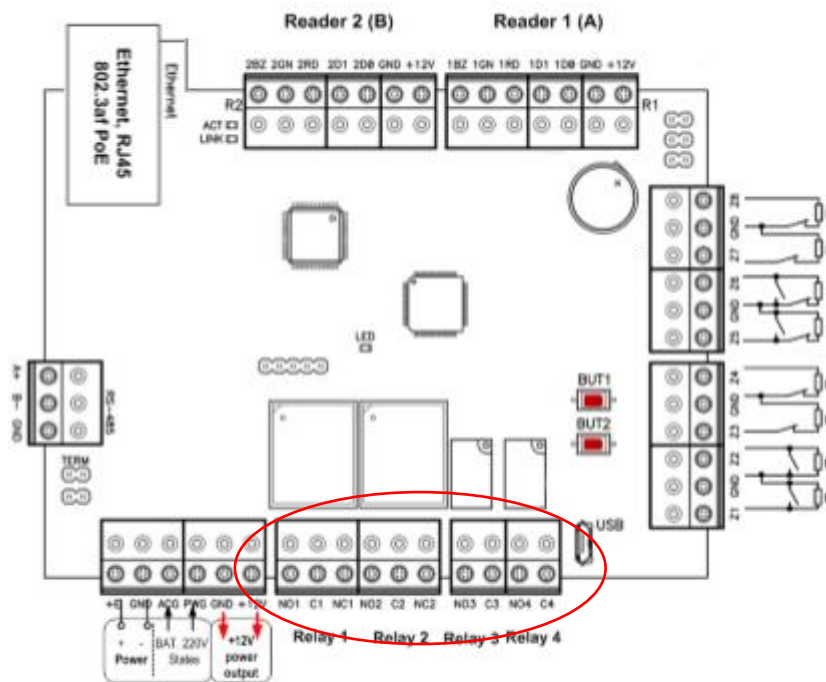 Reader 2 (B)
Reader 1 (A)
Ethernet, RJ45
802.3af PoE
Ethernet
2BZ 2GN 2RD 2D1 2D0 GND +12V
1BZ 1GN 1RD 1D1 1D0 GND +12V
R2
R1
ACT
LINK
Z8
GND
Z7
Z6
GND
Z5
LED
A+
B-
GND
RS-485
TERM
BUT1
BUT2
Z4
GND
Z3
Z2
GND
Z1
USB
+E GND ACG PWG GND +12V
NO1 C1 NC1 NO2 C2 NC2 NO3 C3 NO4 C4
+ -
Power
BAT. 220V
States
+12V
power
output
Relay 1 Relay 2 Relay 3 Relay 4